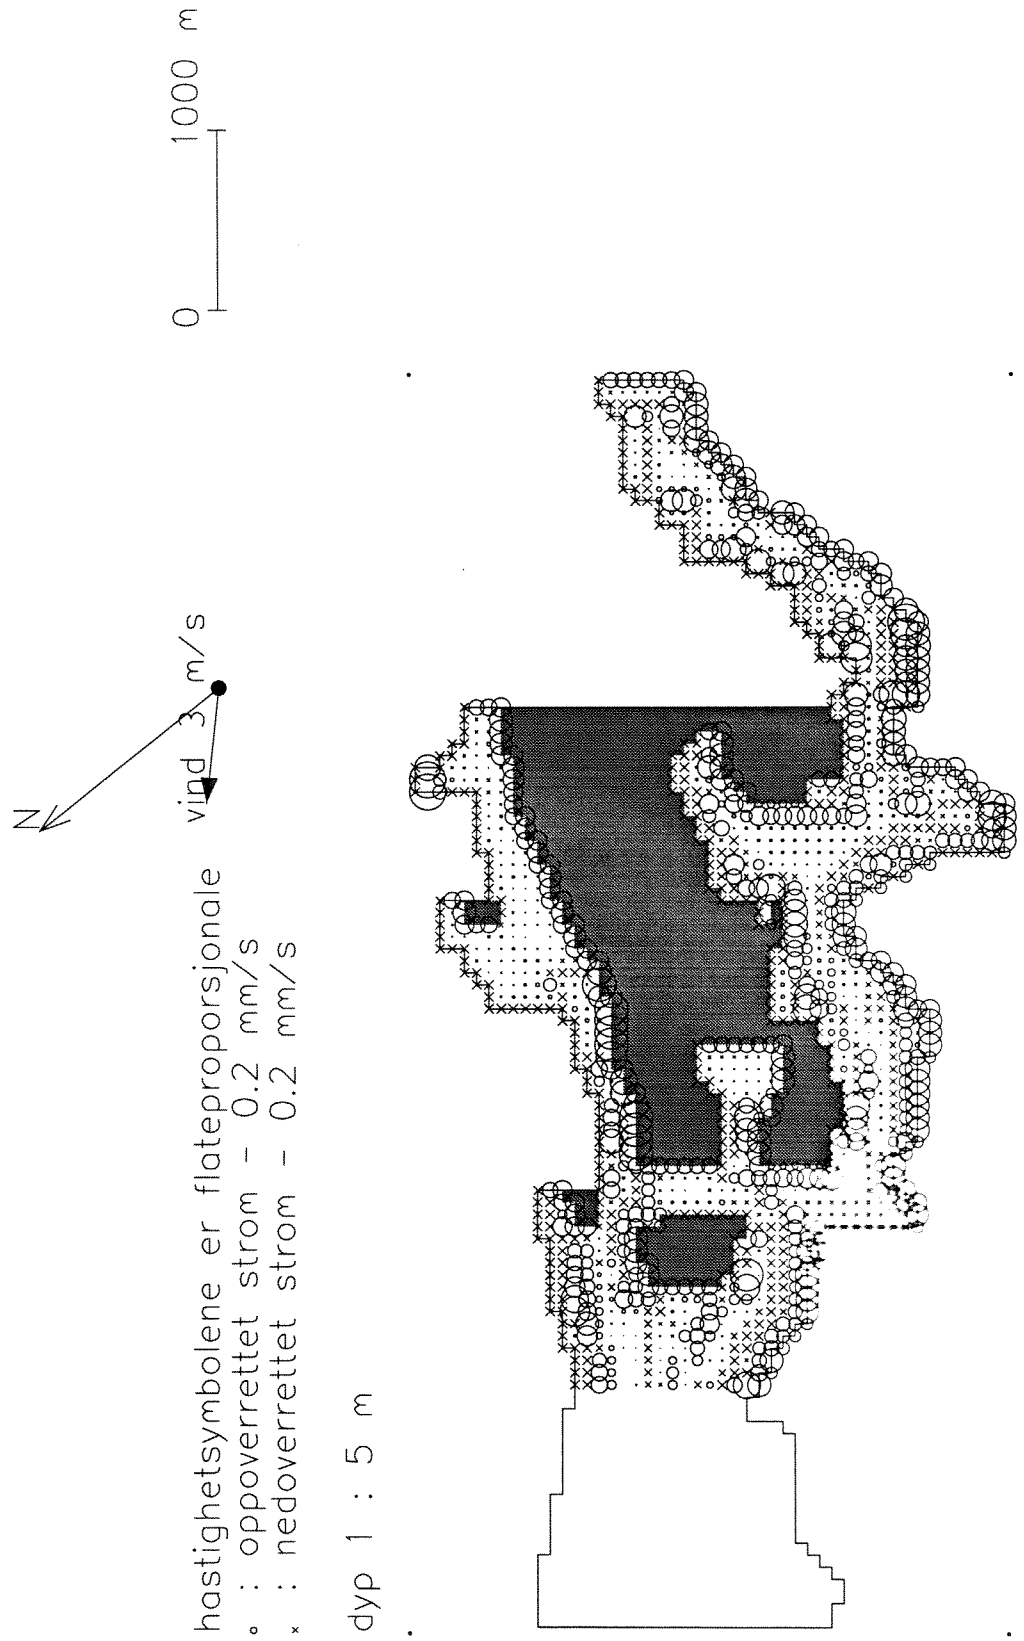 hastighetsymbolene er flateproporsjonale
o : oppoverrettet strom - 0.2 mm/s
x : nedoverrettet strom - 0.2 mm/s
dyp 1 : 5 m
N
vind 3 m/s
0 1000 m